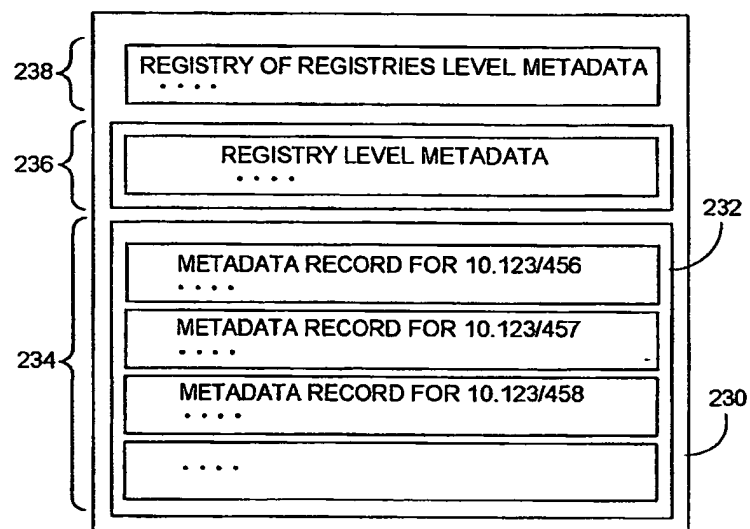 238
REGISTRY OF REGISTRIES LEVEL METADATA
. . . .
236
REGISTRY LEVEL METADATA
. . . .
232
METADATA RECORD FOR 10.123/456
. . . .
METADATA RECORD FOR 10.123/457
. . . .
234
METADATA RECORD FOR 10.123/458
. . . .
230
. . . .